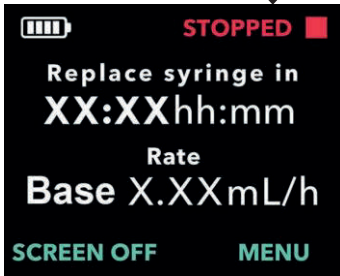 STOPPED
Replace syringe in
XX:XXhh:mm
Rate
Base X.XXmL/h
SCREEN OFF MENU